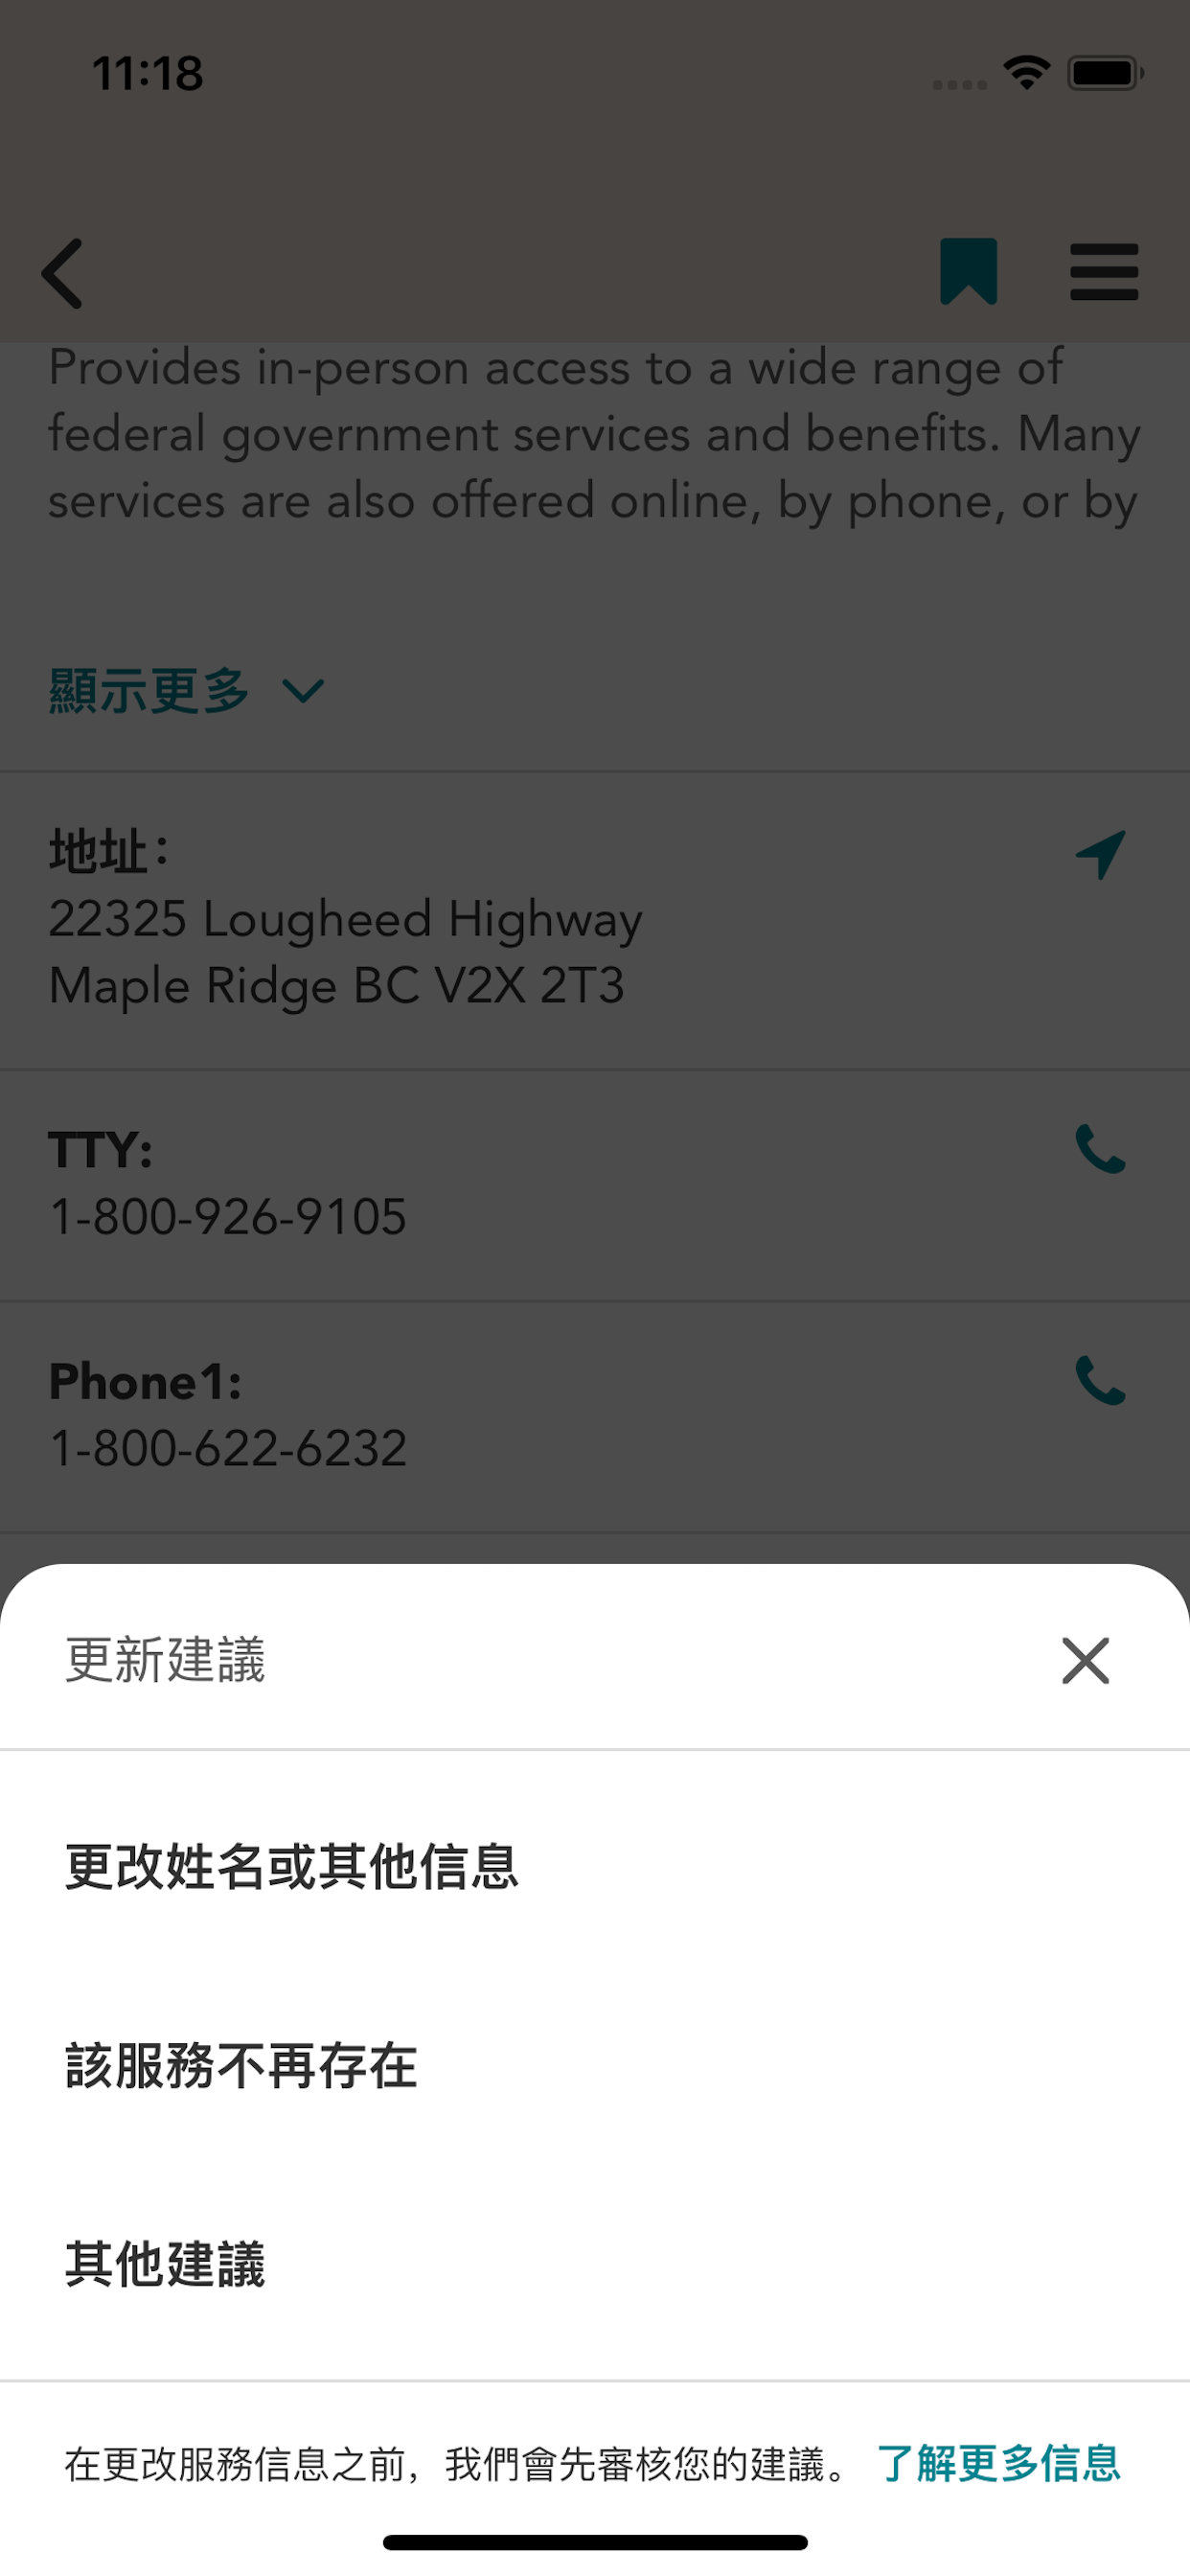 11:18
Provides in-person access to a wide range of
federal government services and benefits. Many
services are also offered online, by phone, or by
顯示更多
地址：
22325 Lougheed Highway
Maple Ridge BC V2X 2T3
TTY:
1-800-926-9105
Phone1:
1-800-622-6232
更新建議
更改姓名或其他信息
該服務不再存在
其他建議
在更改服務信息之前，我們會先審核您的建議。 了解更多信息